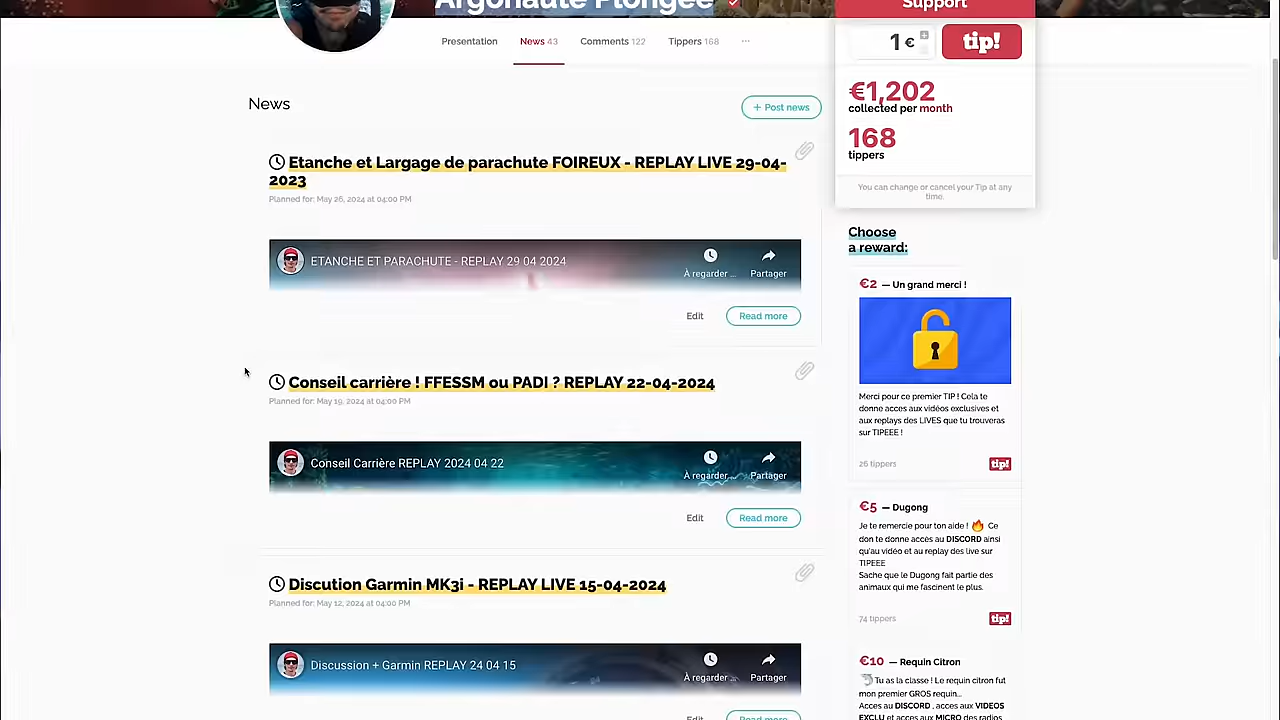 Argonaute Plongée
Support
Presentation
News 43
Comments 122
Tippers 168
1 €
tip!
€1,202
collected per month
168
tippers
You can change or cancel your Tip at any
time.
News
+ Post news
Etanche et Largage de parachute FOIREUX - REPLAY LIVE 29-04-
2023
Planned for: May 26, 2024 at 04:00 PM
ETANCHE ET PARACHUTE - REPLAY 29 04 2024
À regarder ...
Partager
Edit
Read more
Conseil carrière ! FFESSM ou PADI ? REPLAY 22-04-2024
Planned for: May 19, 2024 at 04:00 PM
Conseil Carrière REPLAY 2024 04 22
À regarder ...
Partager
Edit
Read more
Discution Garmin MK3i - REPLAY LIVE 15-04-2024
Planned for: May 12, 2024 at 04:00 PM
Discussion + Garmin REPLAY 24 04 15
À regarder ...
Partager
Edit
Read more
Choose
a reward:
€2 — Un grand merci !
Merci pour ce premier TIP ! Cela te
donne acces aux vidéos exclusives et
aux replays des LIVES que tu trouveras
sur TIPEEE !
26 tippers
tip!
€5 — Dugong
Je te remercie pour ton aide ! 🔥 Ce
don te donne accès au DISCORD ainsi
qu'au vidéo et au replay des live sur
TIPEEE
Sache que le Dugong fait partie des
animaux qui me fascinent le plus.
74 tippers
tip!
€10 — Requin Citron
🦈Tu as la classe ! Le requin citron fut
mon premier GROS requin...
Acces au DISCORD , acces aux VIDEOS
EXCLU et acces aux MICRO des radios